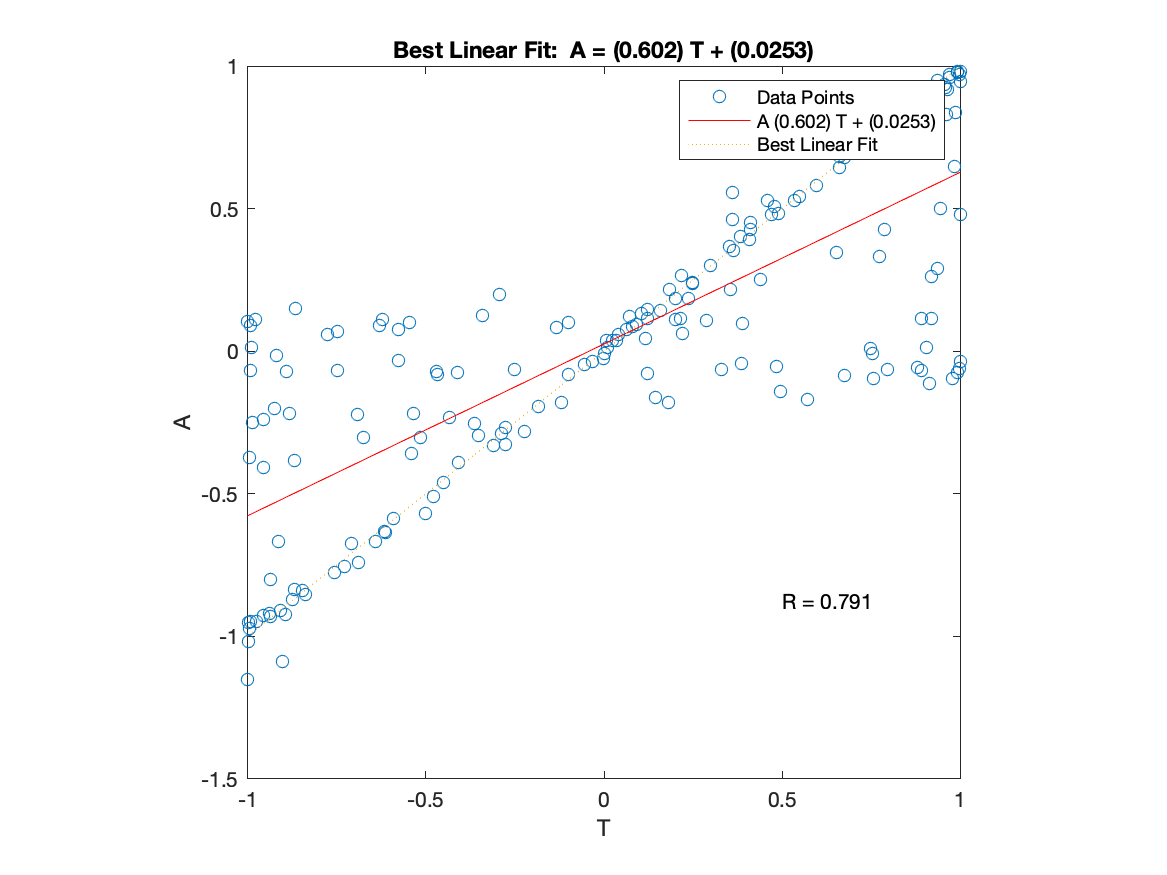 Best Linear Fit: A = (0.602) T + (0.0253)
1
Data Points
A (0.602) T + (0.0253)
Best Linear Fit
0.5
0
A
-0.5
R = 0.791
-1
-1.5
-1 -0.5 0 0.5 1
T